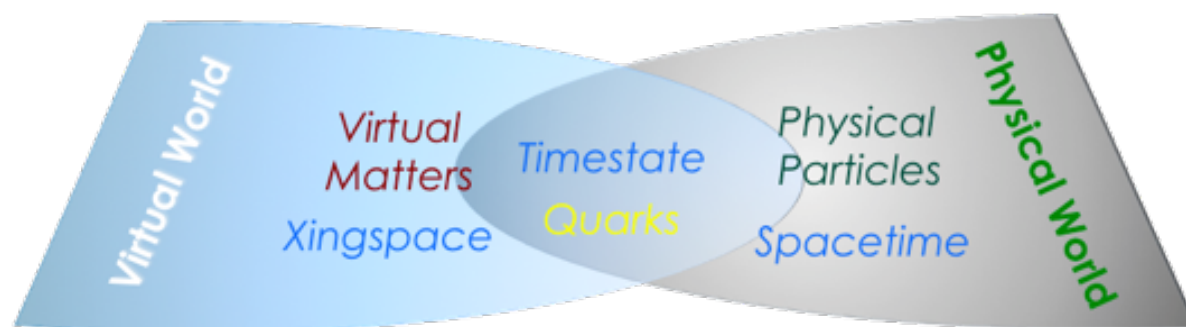 Virtual World
Virtual
Matters
Xingspace
Timestate
Quarks
Physical
Particles
Spacetime
Physical World